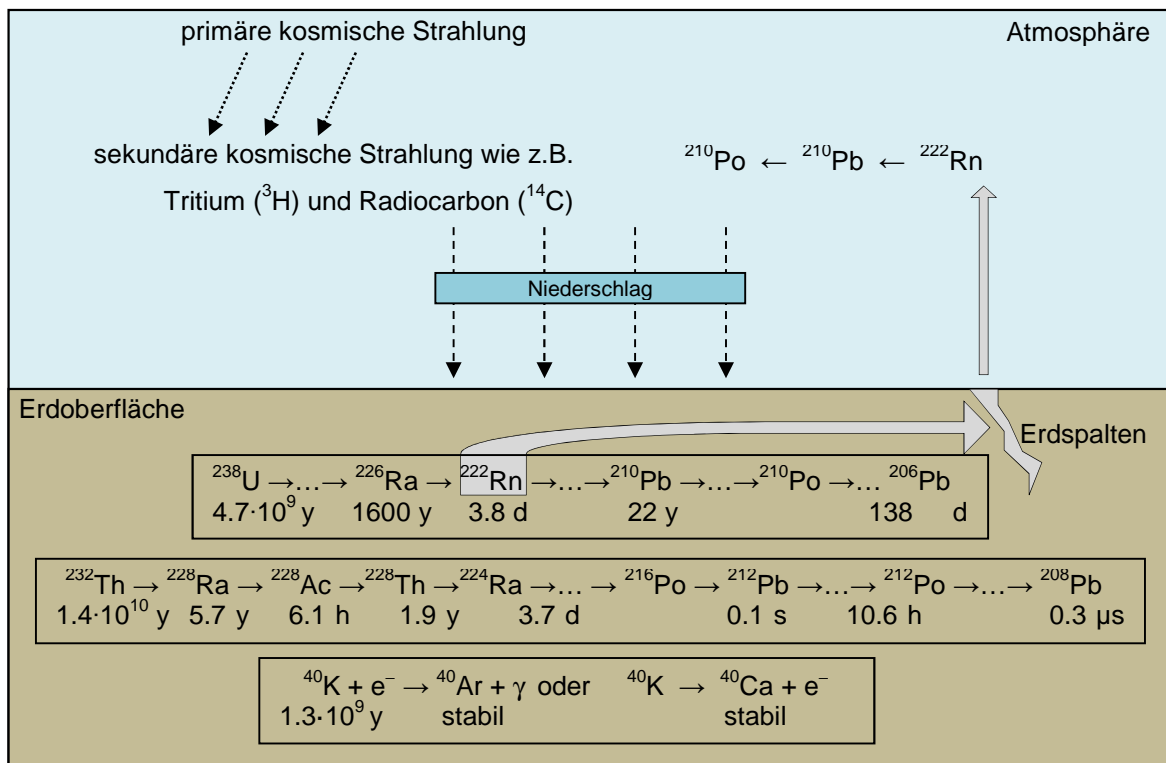 primäre kosmische Strahlung
Atmosphäre
sekundäre kosmische Strahlung wie z.B.
Tritium (³H) und Radiocarbon (¹⁴C)
²¹⁰Po ← ²¹⁰Pb ← ²²²Rn
Niederschlag
Erdoberfläche
Erdspalten
²³⁸U →…→ ²²⁶Ra → ²²²Rn →…→ ²¹⁰Pb →…→ ²¹⁰Po →… ²⁰⁶Pb
4.7·10⁹ y 1600 y 3.8 d 22 y 138 d
²³²Th → ²²⁸Ra → ²²⁸Ac → ²²⁸Th → ²²⁴Ra →… → ²¹⁶Po → ²¹²Pb →…→ ²¹²Po →…→ ²⁰⁸Pb
1.4·10¹⁰ y 5.7 y 6.1 h 1.9 y 3.7 d 0.1 s 10.6 h 0.3 µs
⁴⁰K + e⁻ → ⁴⁰Ar + γ oder ⁴⁰K → ⁴⁰Ca + e⁻
1.3·10⁹ y stabil stabil